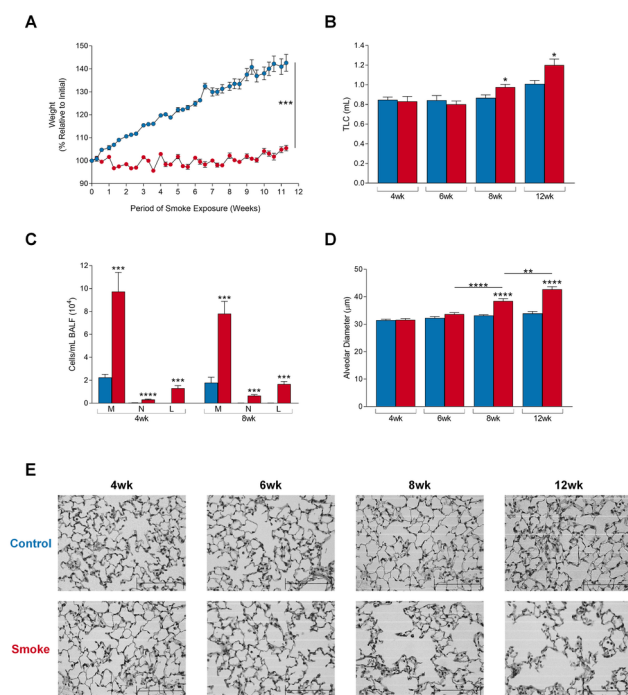 A
150
140
130
120
110
100
90
Weight
(% Relative to Initial)
***
0 1 2 3 4 5 6 7 8 9 10 11 12
Period of Smoke Exposure (Weeks)
B
1.6
1.4
1.2
1.0
0.8
0.6
0.4
0.2
0.0
TLC (mL)
* *
4wk 6wk 8wk 12wk
C
12
10
8
6
4
2
0
Cells/mL BALF (10⁴)
*** **** *** *** *** ***
M N L M N L
4wk 8wk
D
50
40
30
20
10
0
Alveolar Diameter (μm)
**** **
**** ****
4wk 6wk 8wk 12wk
E
4wk 6wk 8wk 12wk
Control
Smoke